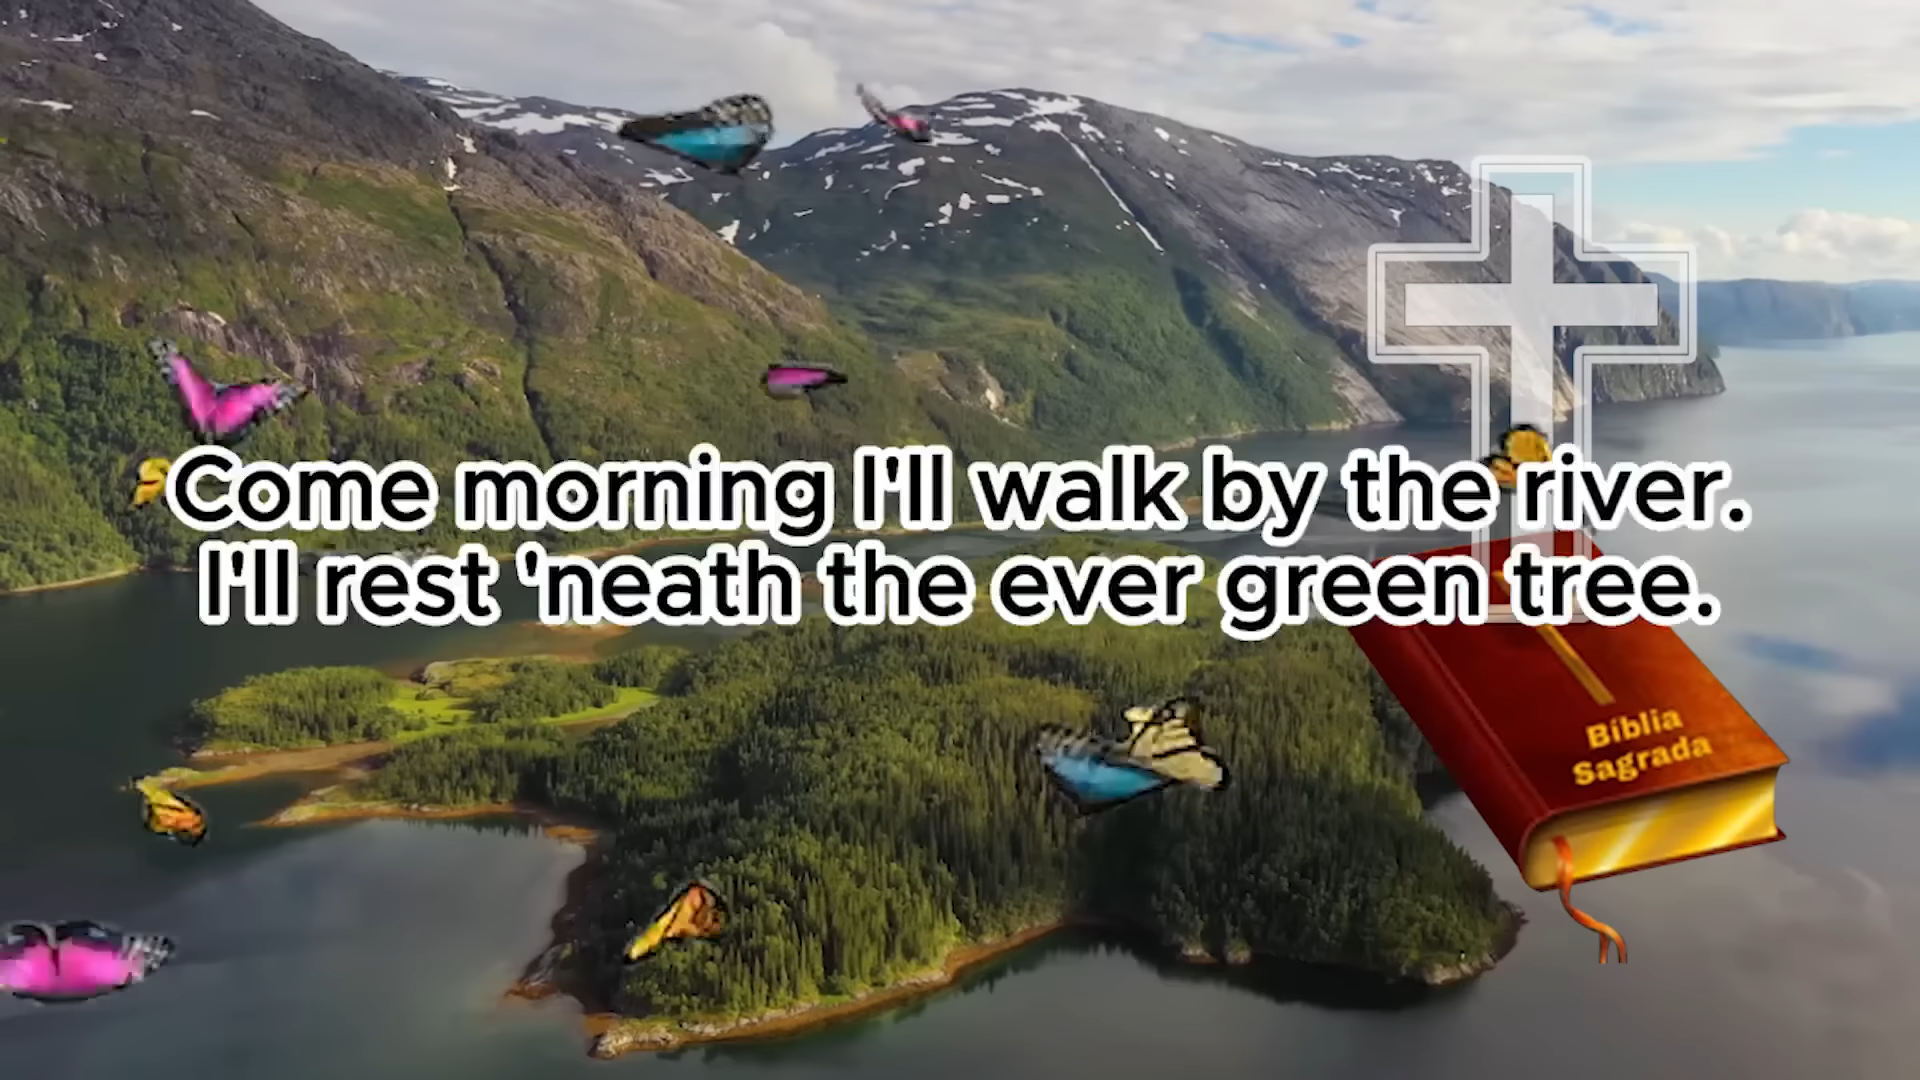 Come morning I'll walk by the river.
I'll rest 'neath the ever green tree.
Bíblia
Sagrada